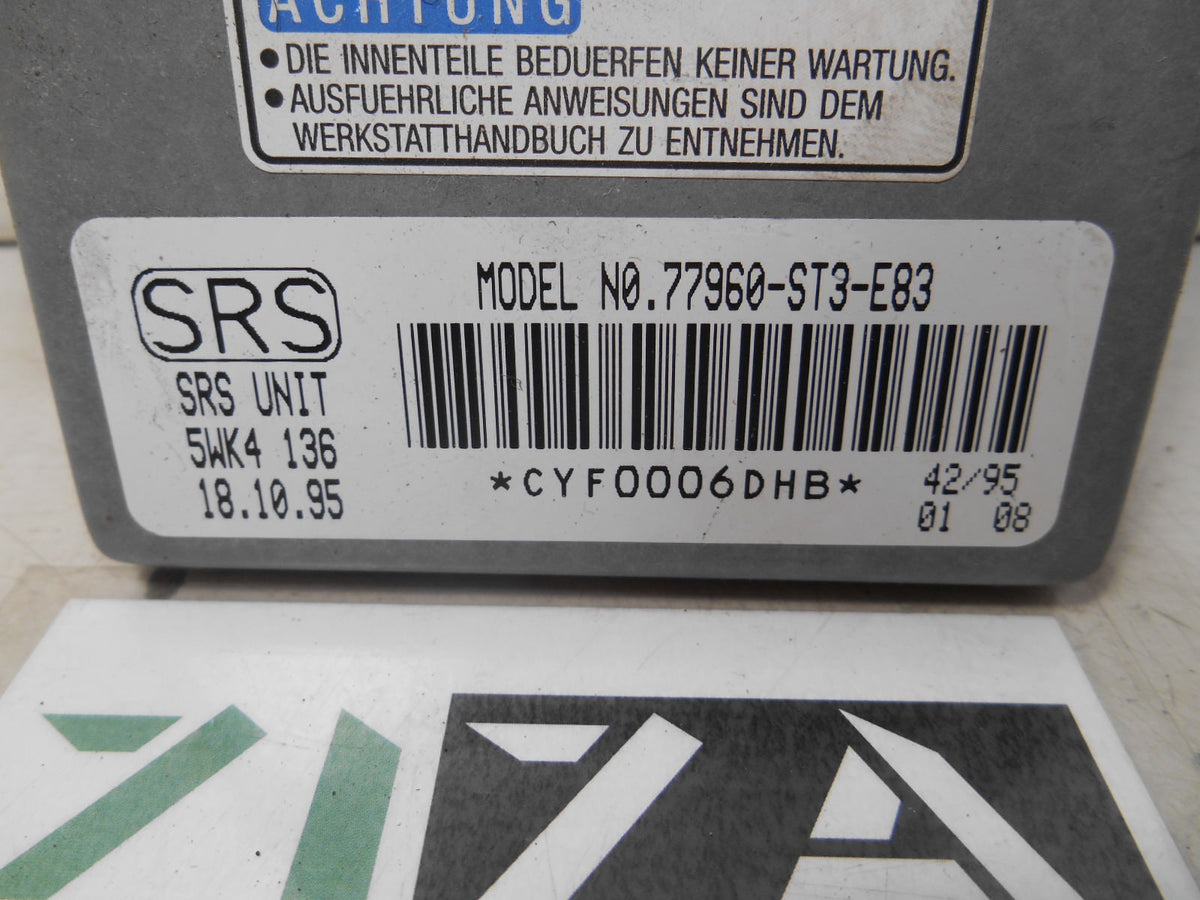 ACHTUNG
• DIE INNENTEILE BEDUERFEN KEINER WARTUNG.
• AUSFUEHRLICHE ANWEISUNGEN SIND DEM
WERKSTATTHANDBUCH ZU ENTNEHMEN.
SRS
SRS UNIT
5WK4 136
18.10.95
MODEL NO.77960-ST3-E83
*CYF0006DHB*
42/95
01 08